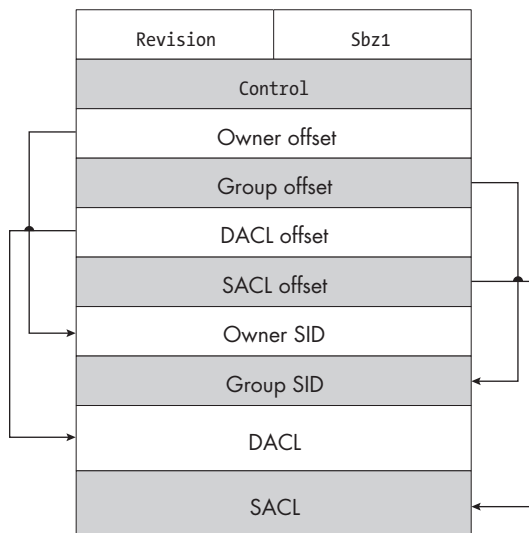 Revision Sbz1
Control
Owner offset
Group offset
DACL offset
SACL offset
Owner SID
Group SID
DACL
SACL